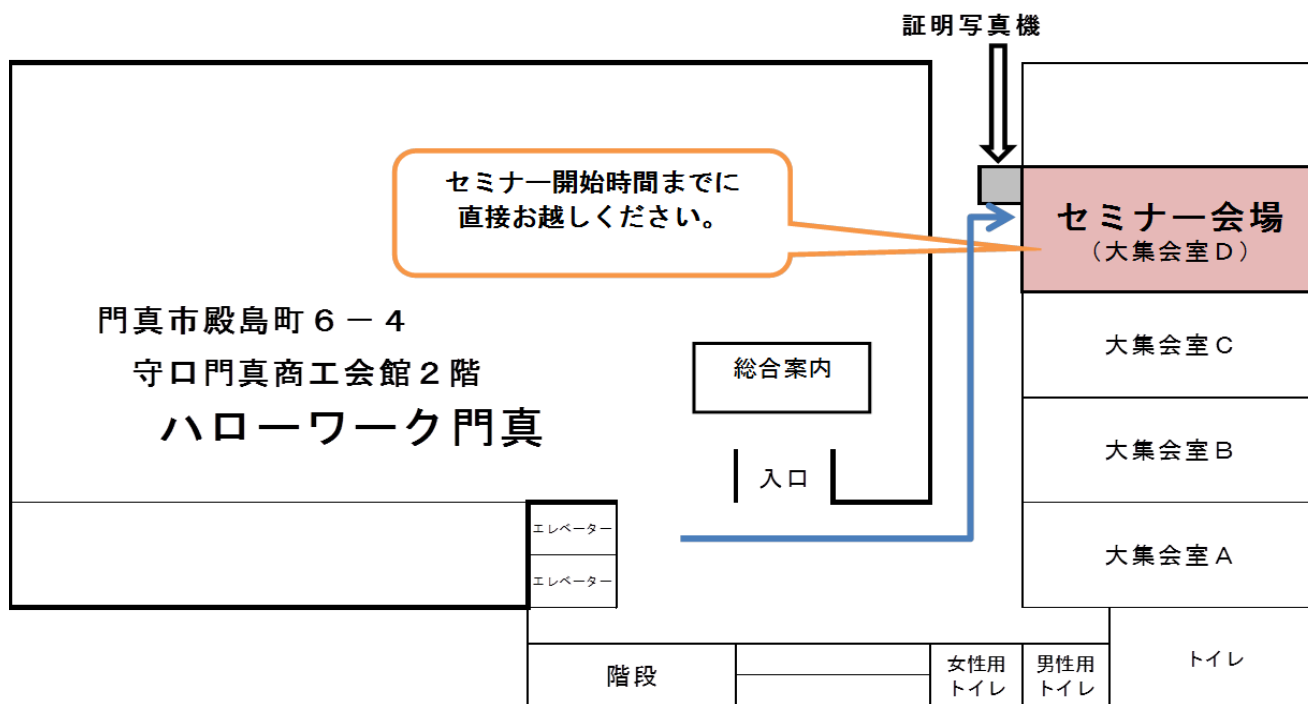 証明写真機
セミナー開始時間までに
直接お越しください。
セミナー会場
（大集会室Ｄ）
門真市殿島町６－４
守口門真商工会館２階
ハローワーク門真
総合案内
入口
大集会室Ｃ
大集会室Ｂ
大集会室Ａ
エレベーター
エレベーター
階段
女性用
トイレ
男性用
トイレ
トイレ